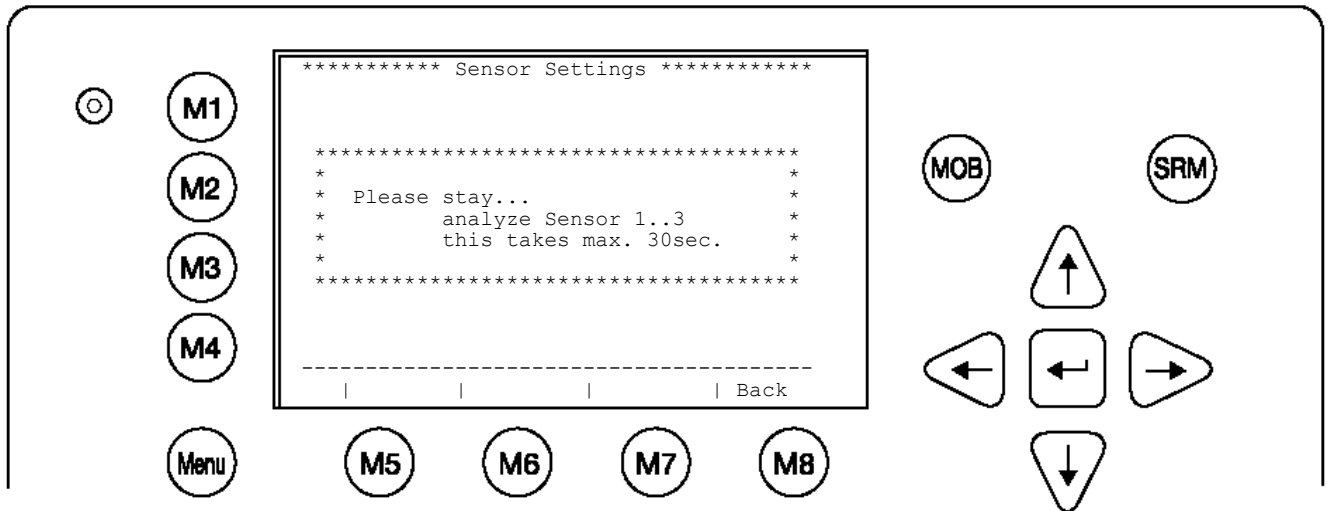 *********** Sensor Settings ************
**************************************
* *
* Please stay... *
* analyze Sensor 1..3 *
* this takes max. 30sec. *
* *
**************************************
----------------------------------------
| | | | Back
M1
M2
M3
M4
MOB
SRM
Menu
M5
M6
M7
M8